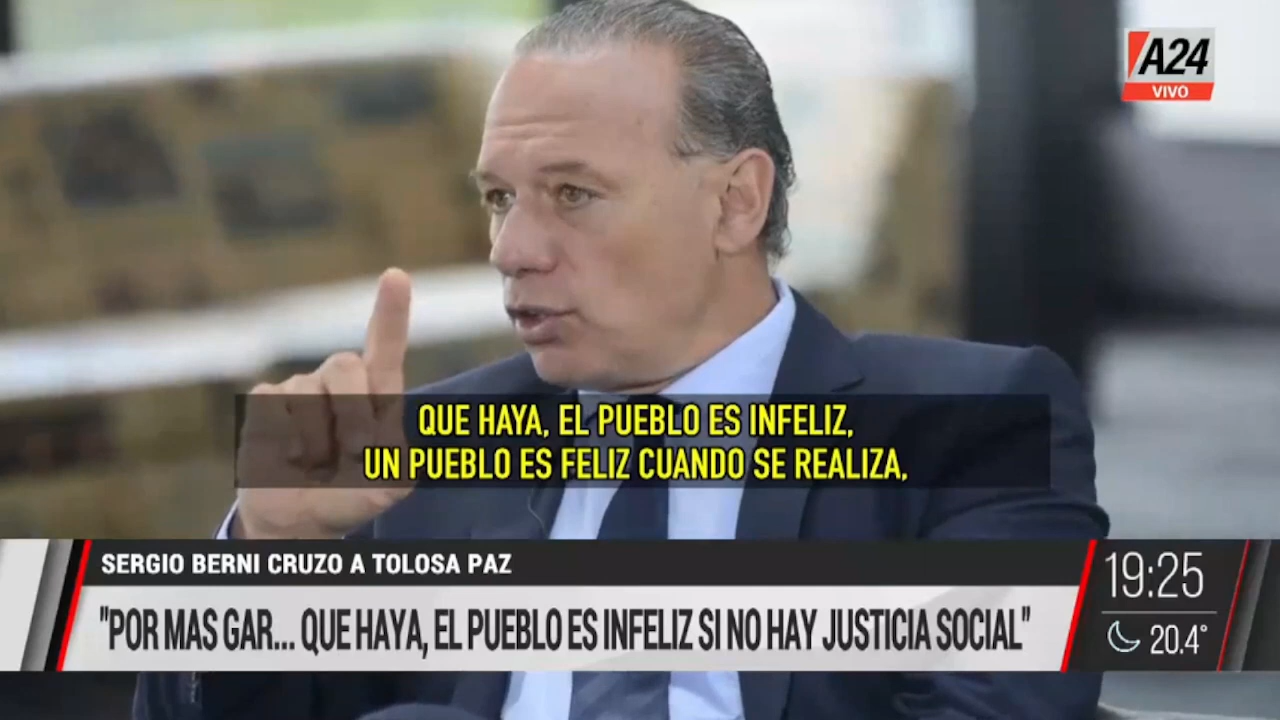 A24
VIVO
QUE HAYA, EL PUEBLO ES INFELIZ,
UN PUEBLO ES FELIZ CUANDO SE REALIZA,
SERGIO BERNI CRUZO A TOLOSA PAZ
"POR MAS GAR... QUE HAYA, EL PUEBLO ES INFELIZ SI NO HAY JUSTICIA SOCIAL"
19:25
20.4°